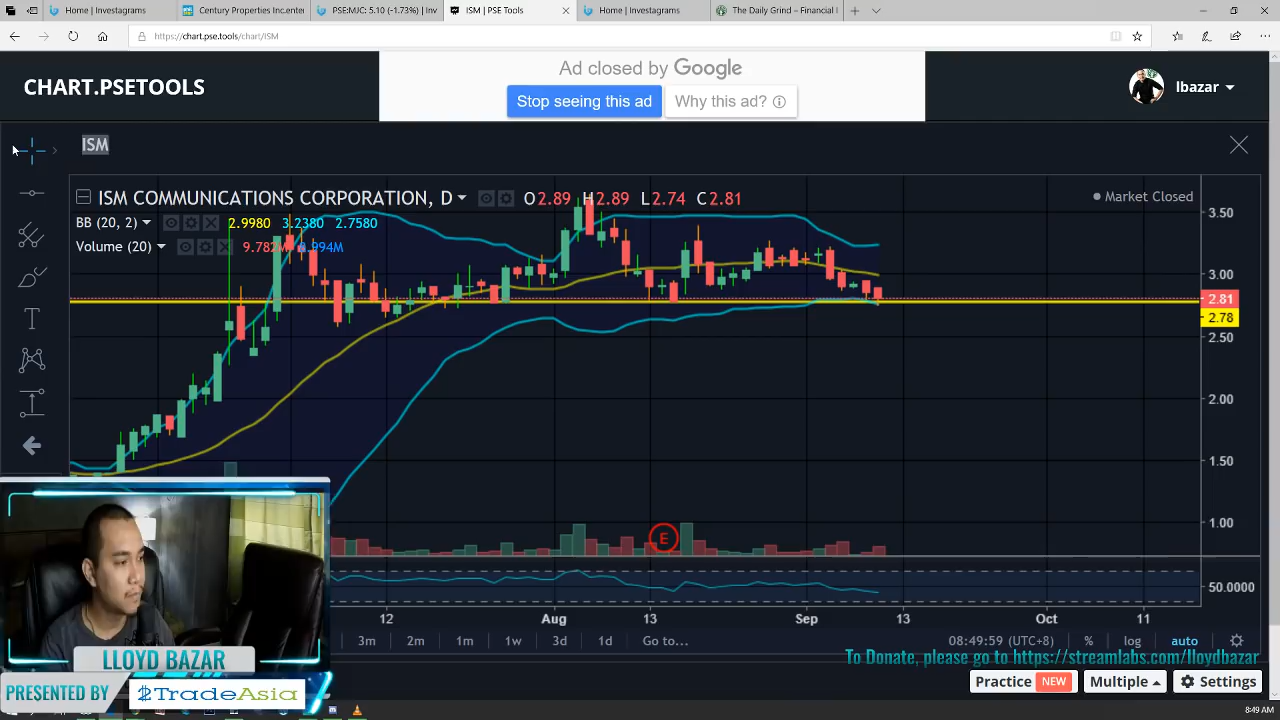 Home | Investagrams
Century Properties Inc.enter
PSE:MJC: 5.10 (-1.73%) | Inv
ISM | PSE Tools
Home | Investagrams
The Daily Grind – Financial I
https://chart.pse.tools/chart/ISM
CHART.PSETOOLS
Ad closed by Google
Stop seeing this ad
Why this ad?
lbazar
ISM
ISM COMMUNICATIONS CORPORATION, D
O2.89 H2.89 L2.74 C2.81
Market Closed
BB (20, 2)
2.9980 3.2380 2.7580
Volume (20)
3.50
3.00
2.81
2.78
2.50
2.00
1.50
1.00
E
50.0000
12 Aug 13 Sep 13 Oct 11
3m 2m 1m 1w 3d 1d Go to...
08:49:59 (UTC+8) % log auto
To Donate, please go to https://streamlabs.com/lloydbazar
LLOYD BAZAR
PRESENTED BY
$TradeAsia
Practice NEW
Multiple
Settings
8:49 AM